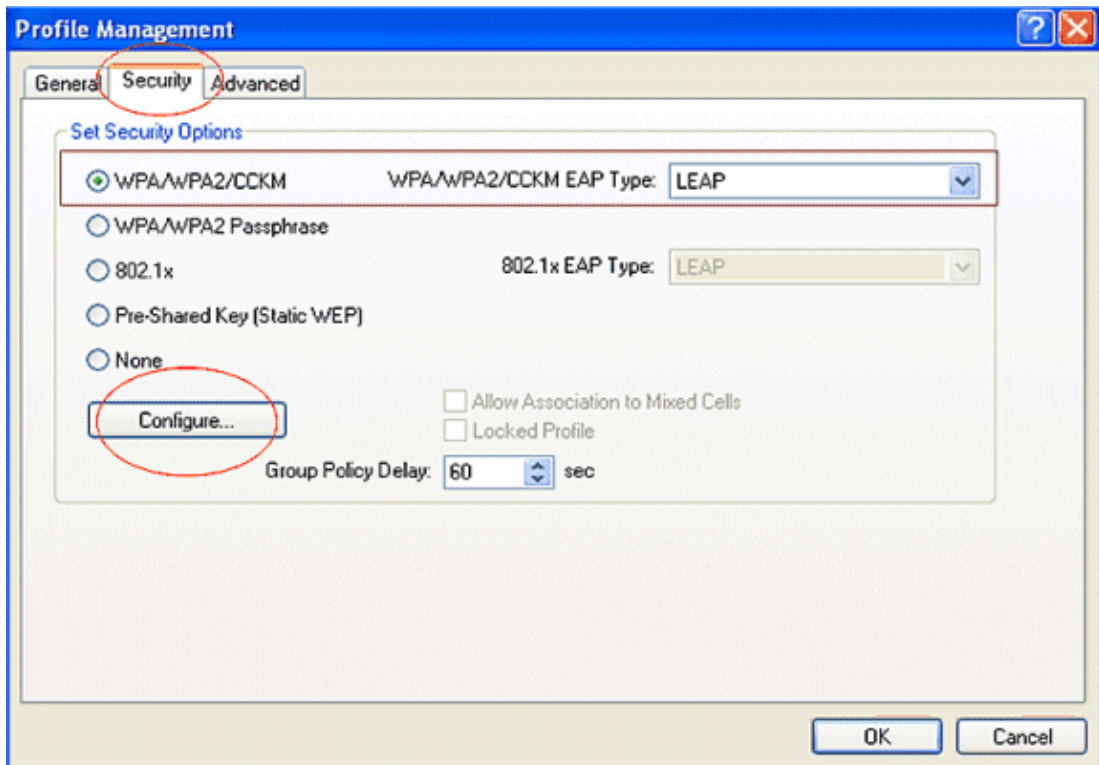 Profile Management
General Security Advanced
Set Security Options
WPA/WPA2/CCKM WPA/WPA2/CCKM EAP Type: LEAP
WPA/WPA2 Passphrase
802.1x 802.1x EAP Type: LEAP
Pre-Shared Key (Static WEP)
None
Configure... Allow Association to Mixed Cells
Locked Profile
Group Policy Delay: 60 sec
OK Cancel